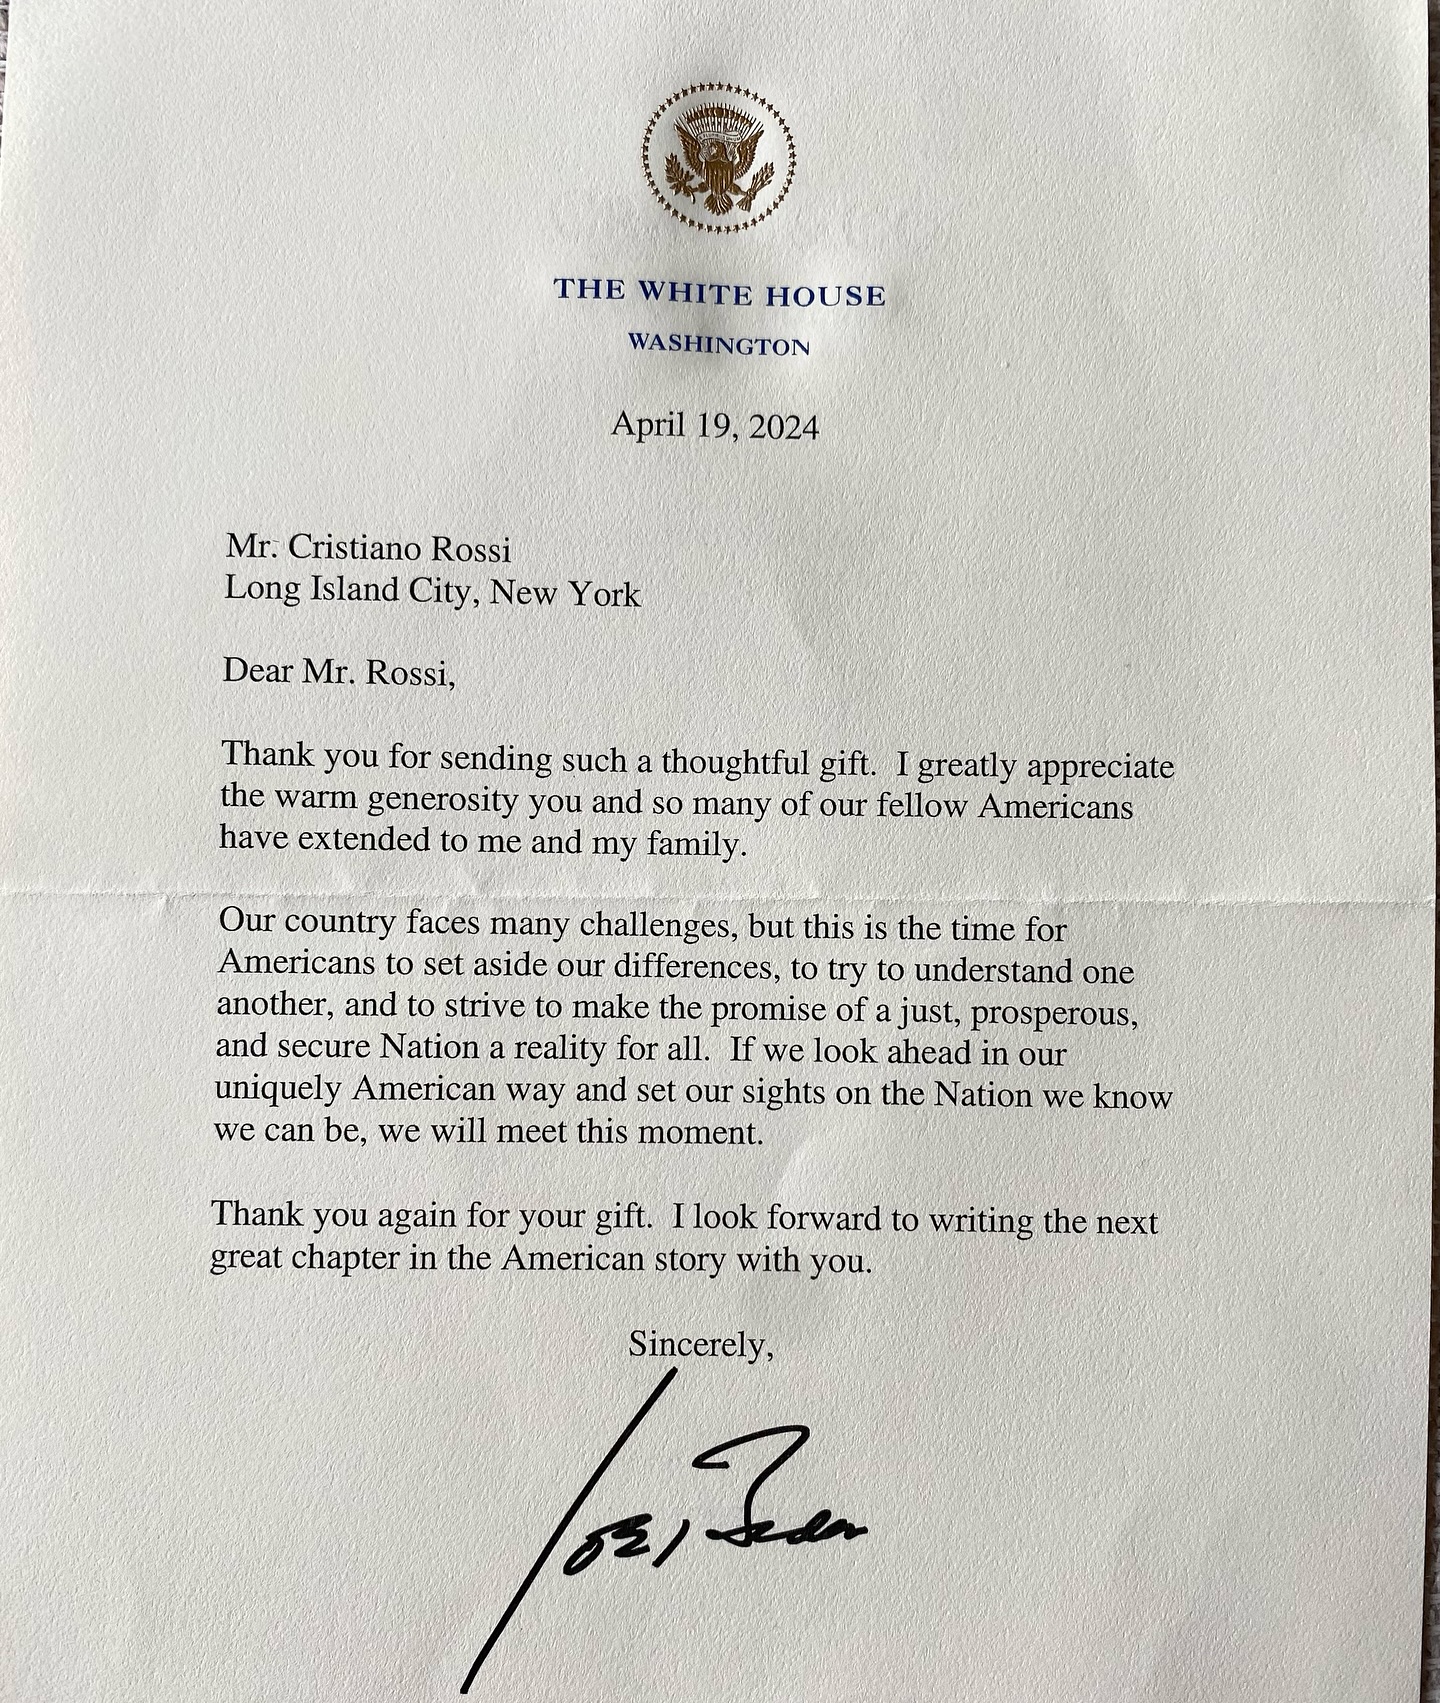 THE WHITE HOUSE
WASHINGTON
April 19, 2024
Mr. Cristiano Rossi
Long Island City, New York
Dear Mr. Rossi,
Thank you for sending such a thoughtful gift.  I greatly appreciate
the warm generosity you and so many of our fellow Americans
have extended to me and my family.
Our country faces many challenges, but this is the time for
Americans to set aside our differences, to try to understand one
another, and to strive to make the promise of a just, prosperous,
and secure Nation a reality for all.  If we look ahead in our
uniquely American way and set our sights on the Nation we know
we can be, we will meet this moment.
Thank you again for your gift.  I look forward to writing the next
great chapter in the American story with you.
Sincerely,